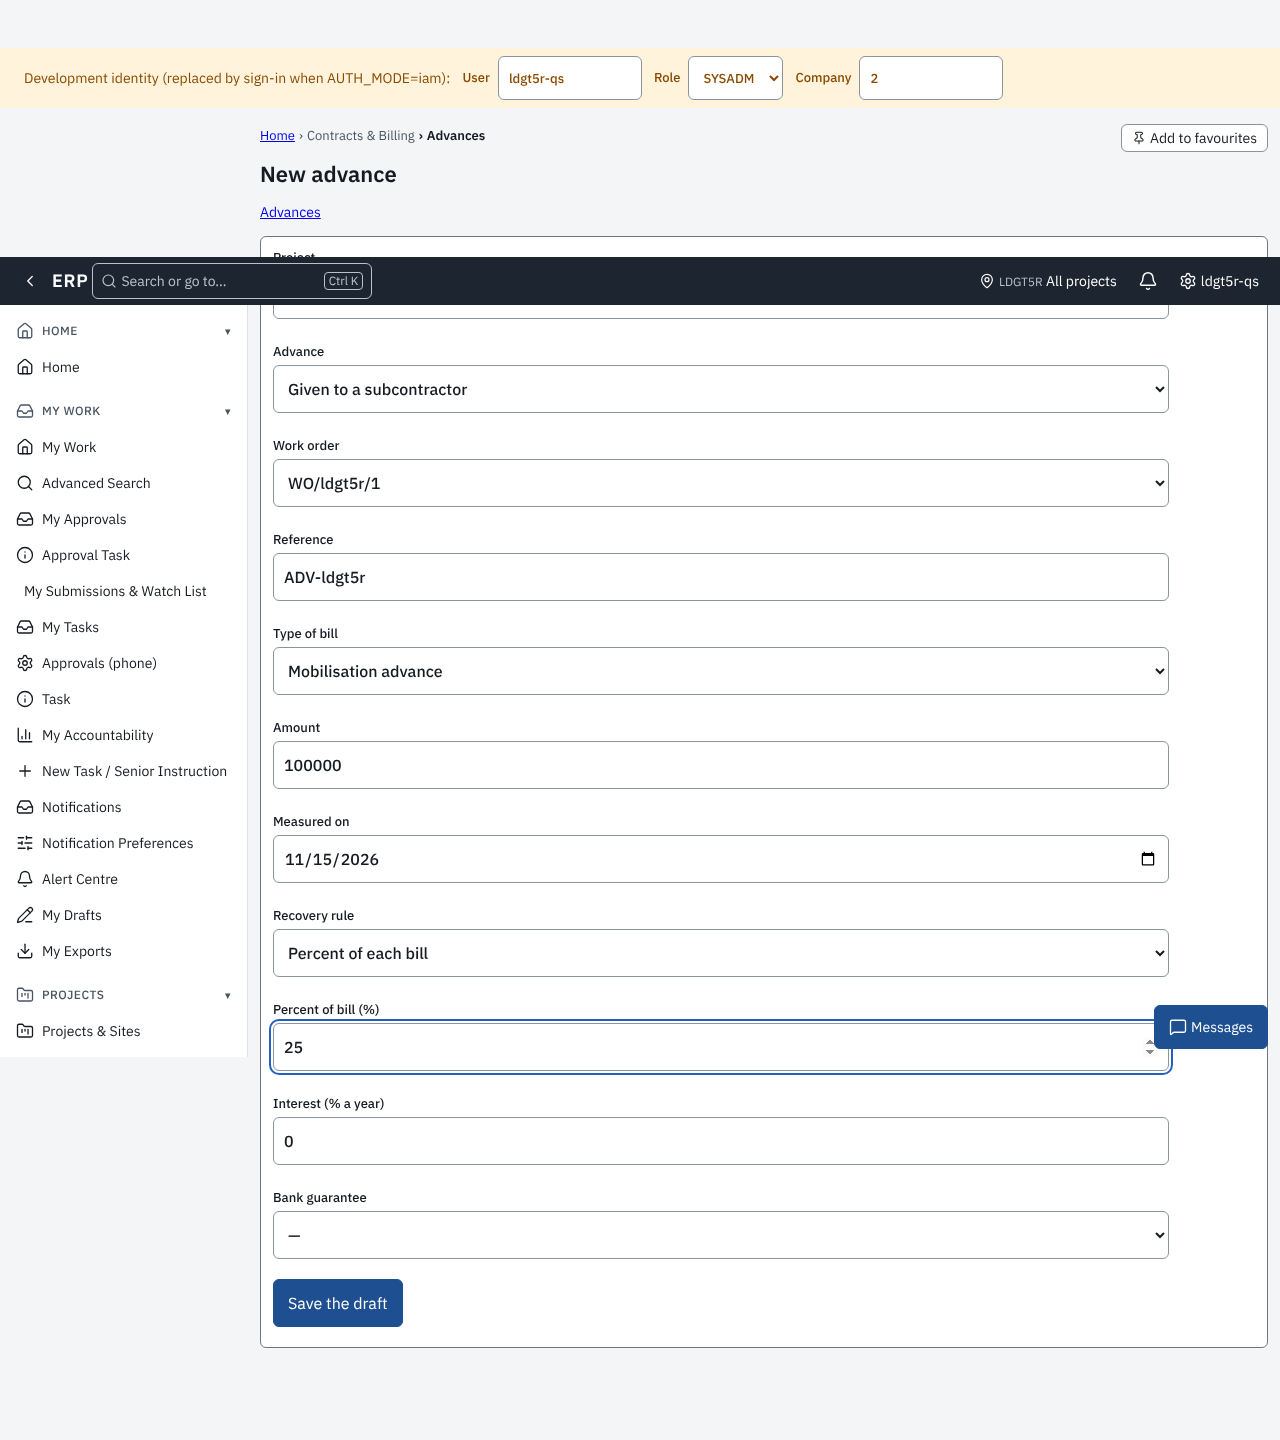 Development identity (replaced by sign-in when AUTH_MODE=iam): User ldgt5r-qs Role SYSADM Company 2
Home › Contracts & Billing › Advances
Add to favourites
New advance
Advances
Project
ERP Search or go to... Ctrl K LDGT5R All projects ldgt5r-qs
HOME
Home
MY WORK
My Work
Advanced Search
My Approvals
Approval Task
My Submissions & Watch List
My Tasks
Approvals (phone)
Task
My Accountability
New Task / Senior Instruction
Notifications
Notification Preferences
Alert Centre
My Drafts
My Exports
PROJECTS
Projects & Sites
Advance
Given to a subcontractor
Work order
WO/ldgt5r/1
Reference
ADV-ldgt5r
Type of bill
Mobilisation advance
Amount
100000
Measured on
11/15/2026
Recovery rule
Percent of each bill
Percent of bill (%)
25
Messages
Interest (% a year)
0
Bank guarantee
—
Save the draft